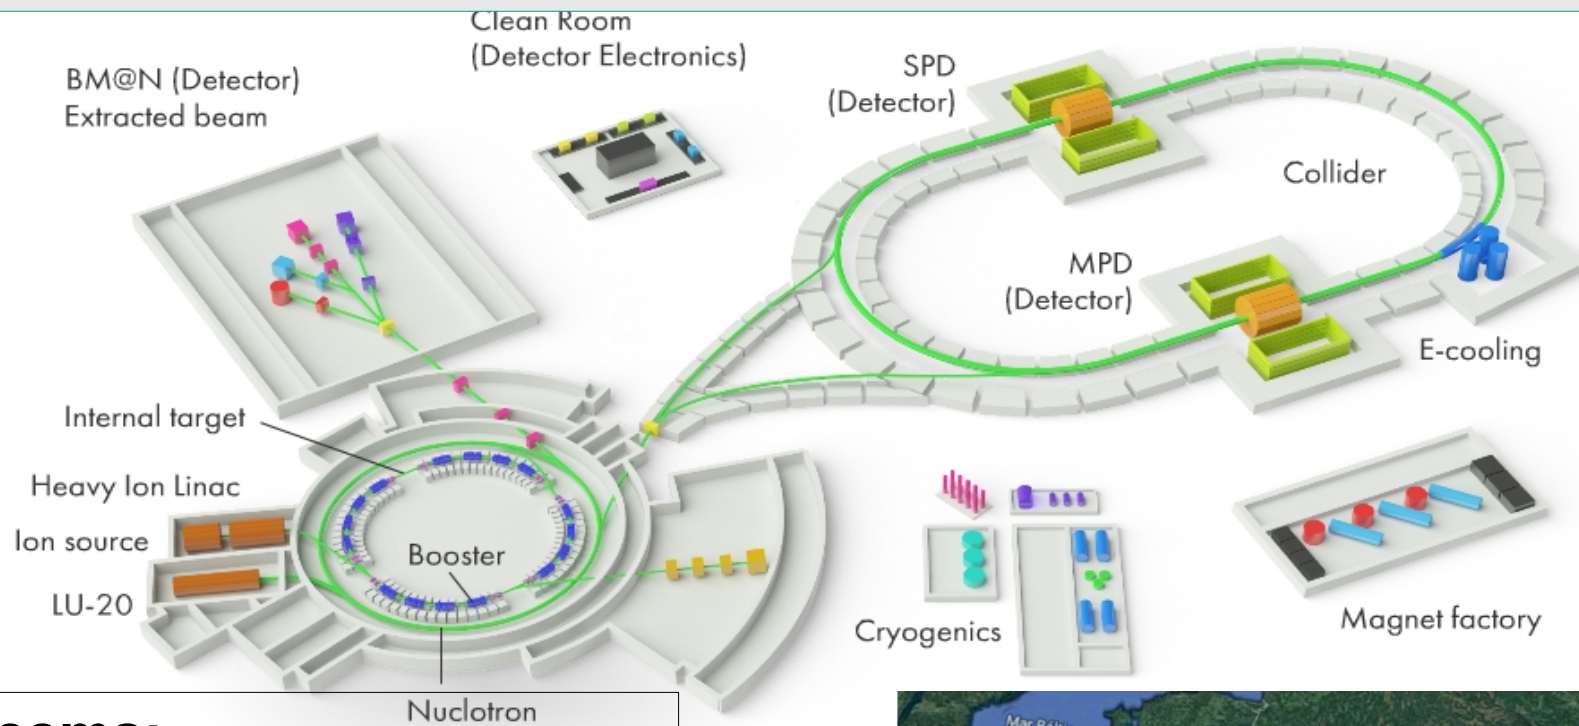 Clean Room
(Detector Electronics)
BM@N (Detector)
Extracted beam
SPD
(Detector)
Collider
MPD
(Detector)
E-cooling
Internal target
Heavy Ion Linac
Ion source
LU-20
Booster
Cryogenics
Magnet factory
Nuclotron